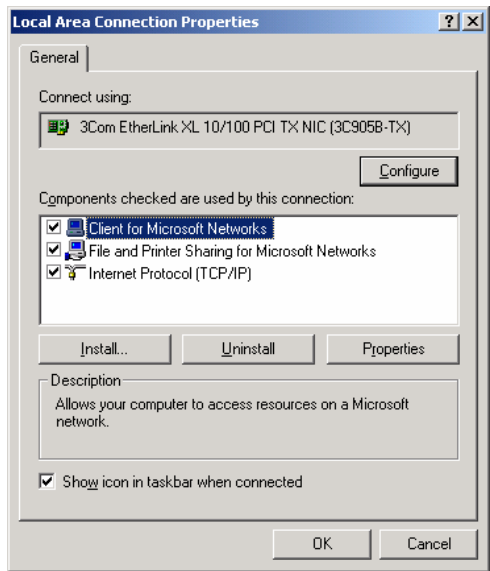 Local Area Connection Properties
General
Connect using:
3Com EtherLink XL 10/100 PCI TX NIC (3C905B-TX)
Configure
Components checked are used by this connection:
Client for Microsoft Networks
File and Printer Sharing for Microsoft Networks
Internet Protocol (TCP/IP)
Install... Uninstall Properties
Description
Allows your computer to access resources on a Microsoft
network.
Show icon in taskbar when connected
OK Cancel